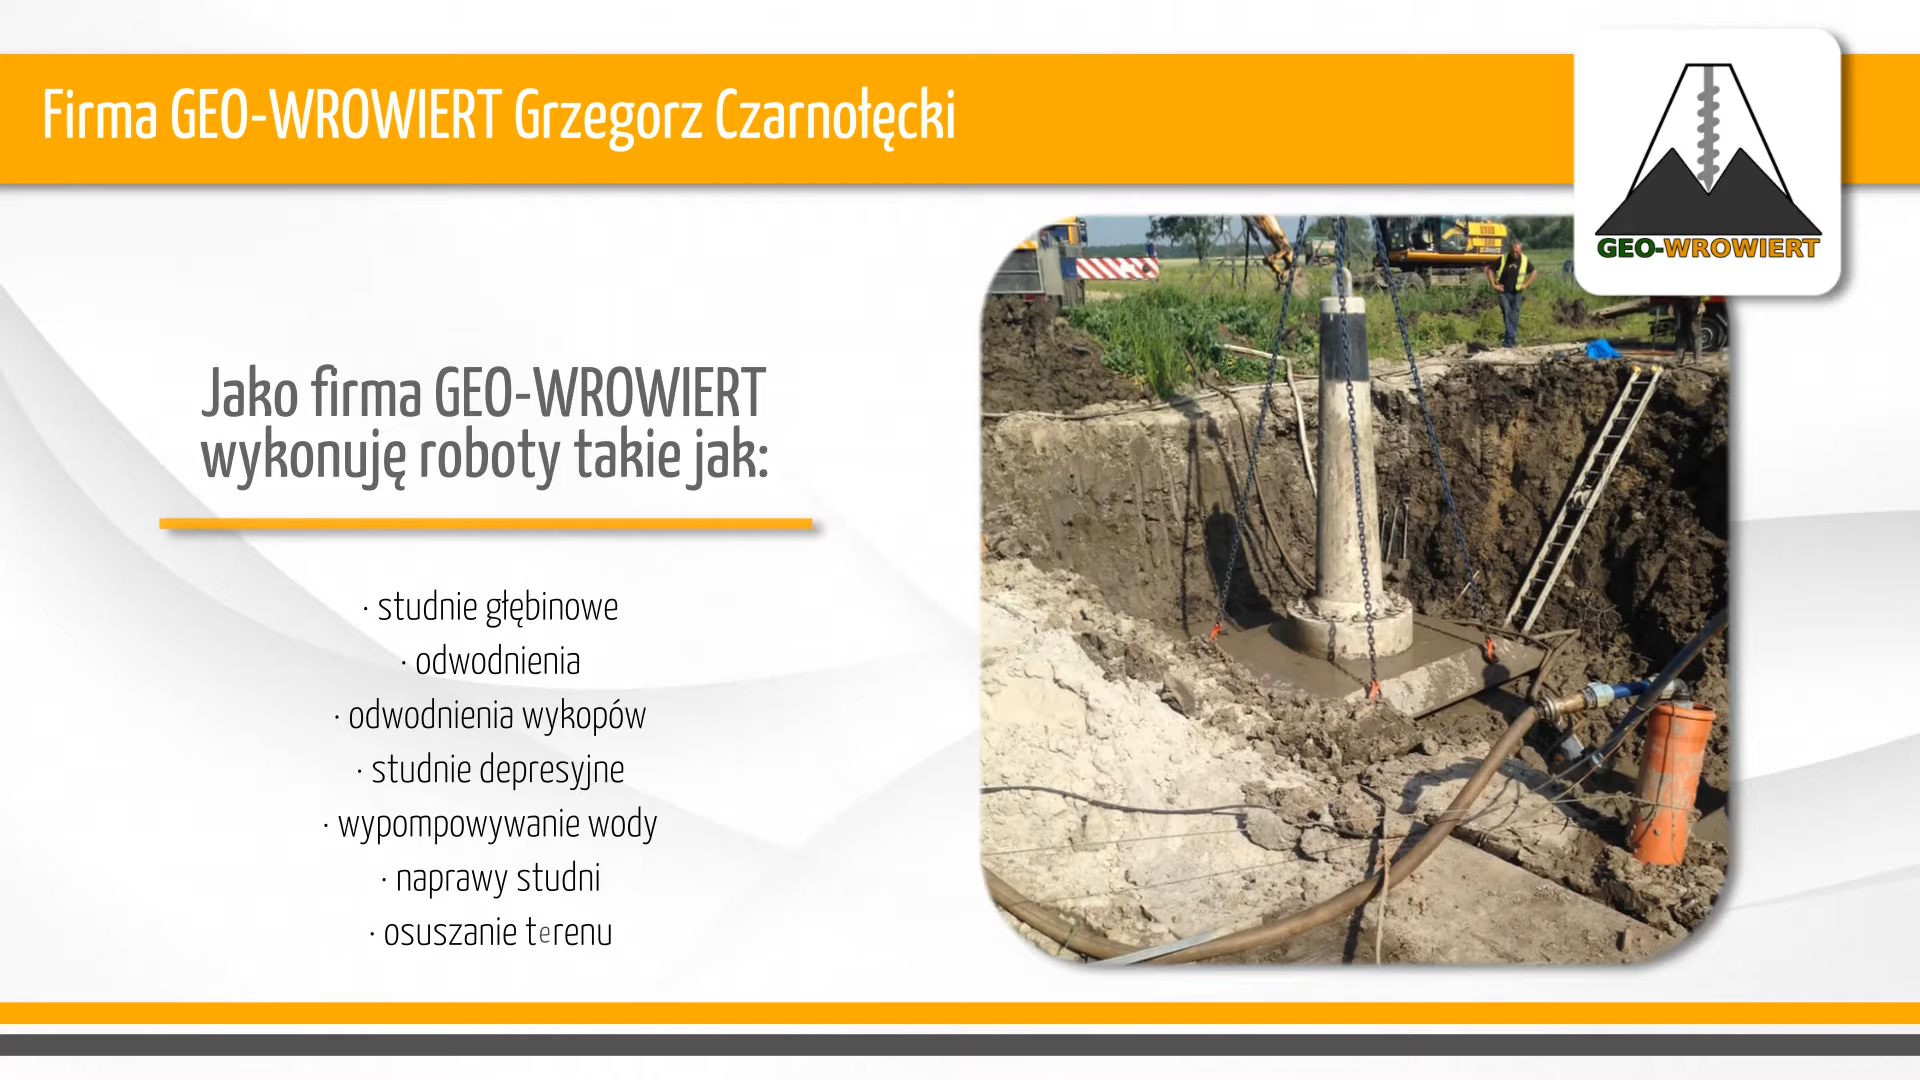 Firma GEO-WROWIERT Grzegorz Czarnołęcki
GEO-WROWIERT
Jako firma GEO-WROWIERT
wykonuję roboty takie jak:
· studnie głębinowe
· odwodnienia
· odwodnienia wykopów
· studnie depresyjne
· wypompowywanie wody
· naprawy studni
· osuszanie terenu